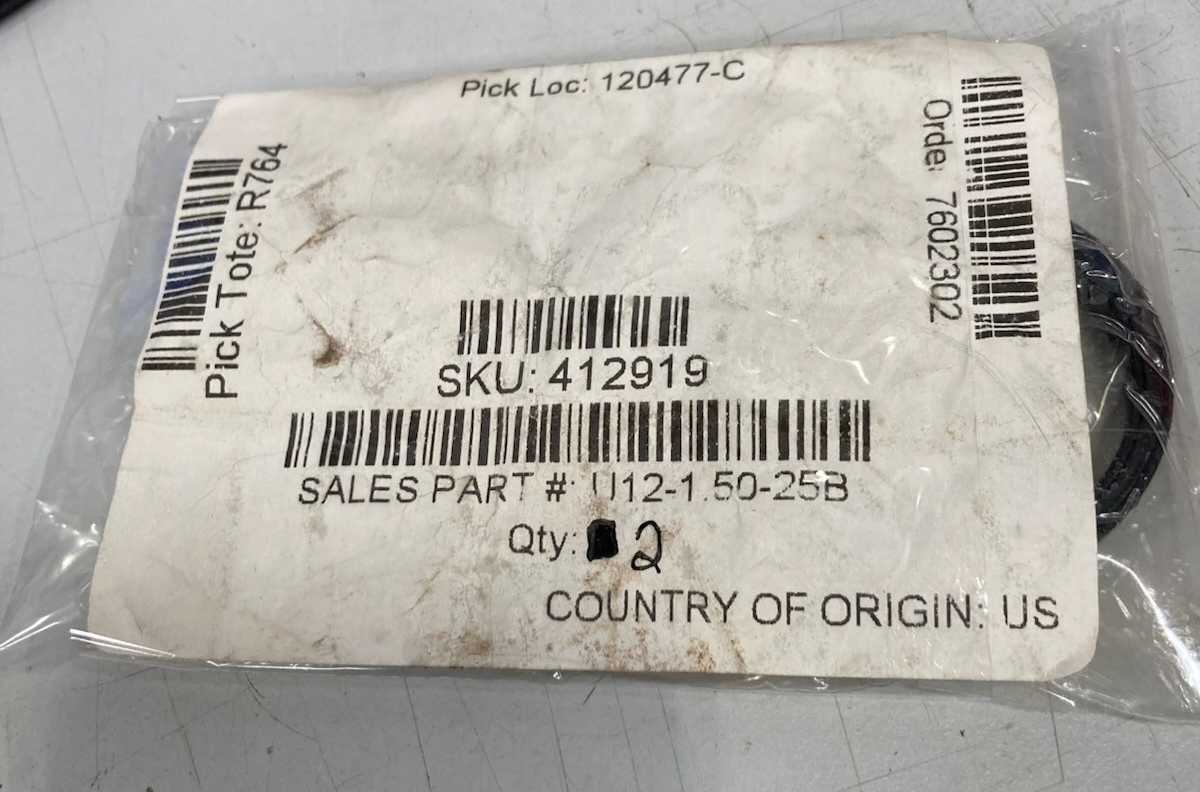 Pick Loc: 120477-C
Pick Tote: R764
Orde: 7602302
SKU: 412919
SALES PART #: U12-1.50-25B
Qty: 2
COUNTRY OF ORIGIN: US